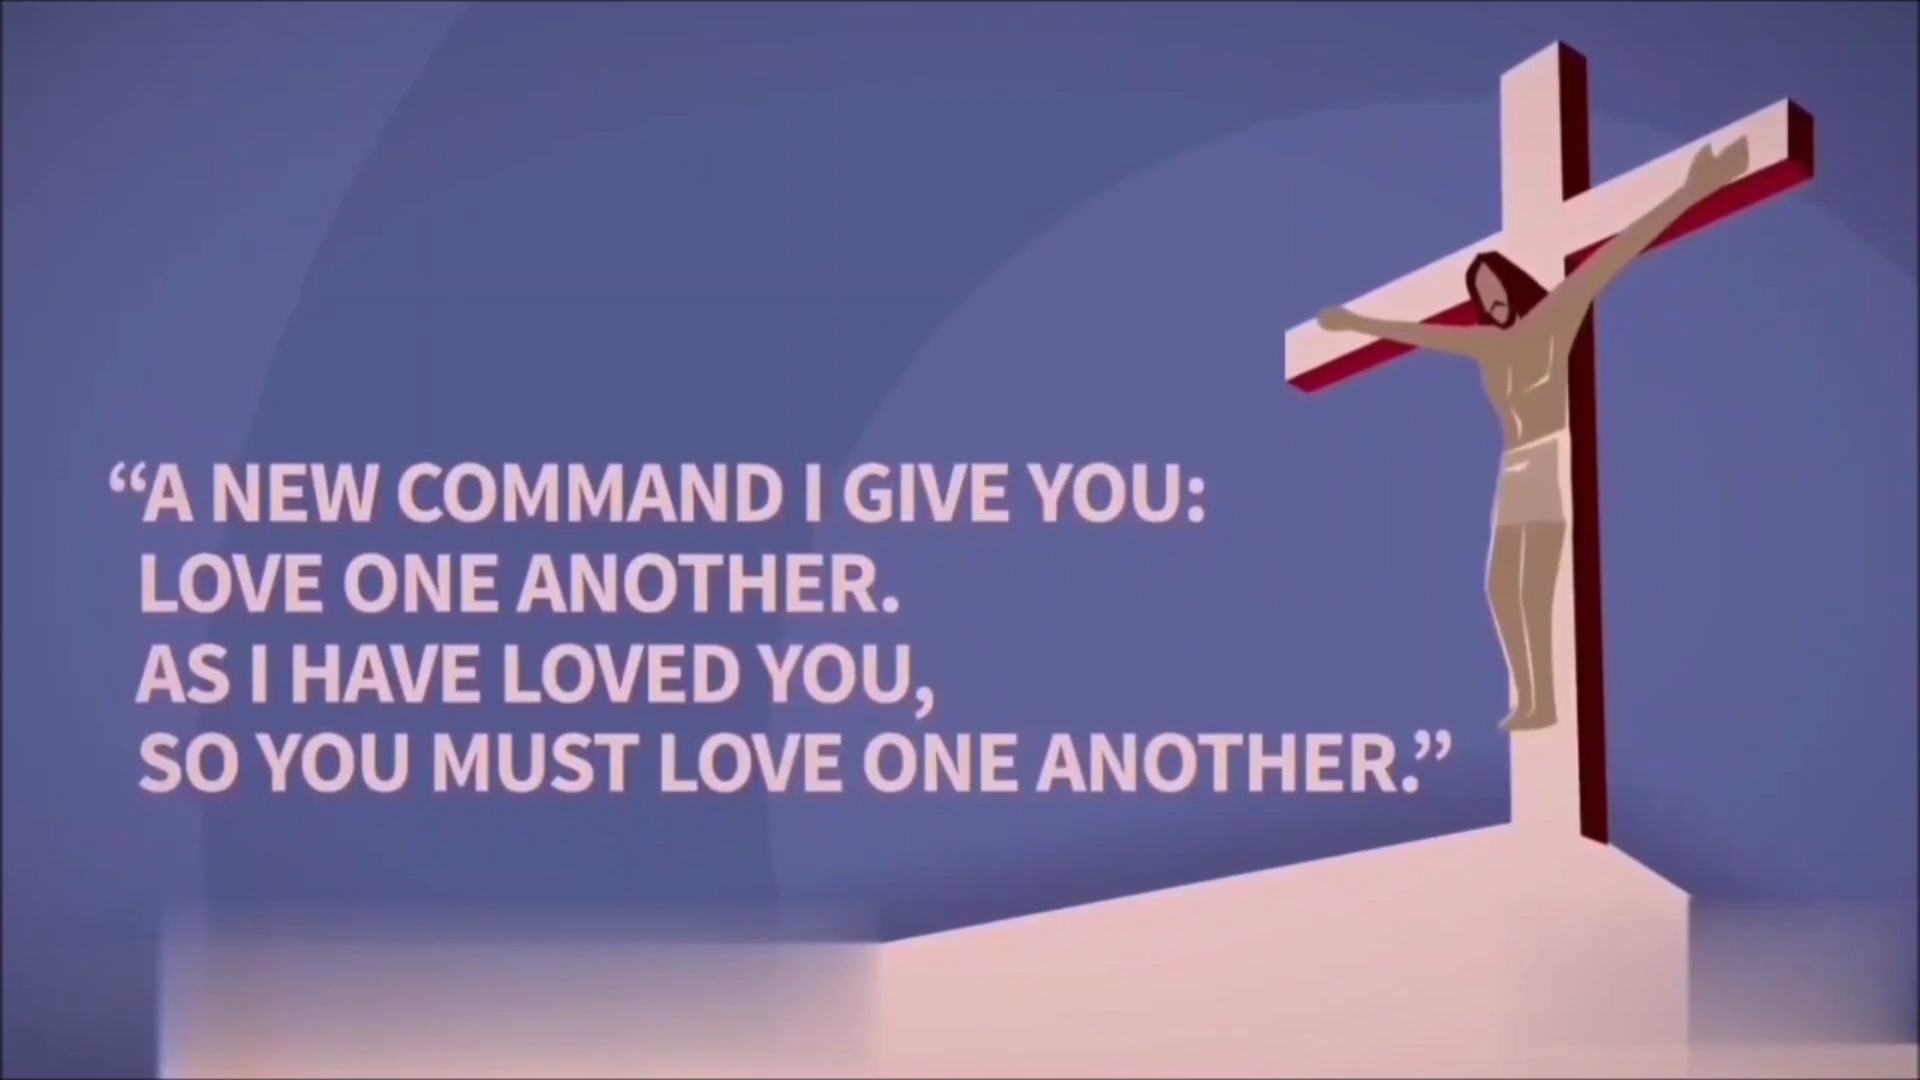 “A NEW COMMAND I GIVE YOU:
LOVE ONE ANOTHER.
AS I HAVE LOVED YOU,
SO YOU MUST LOVE ONE ANOTHER.”